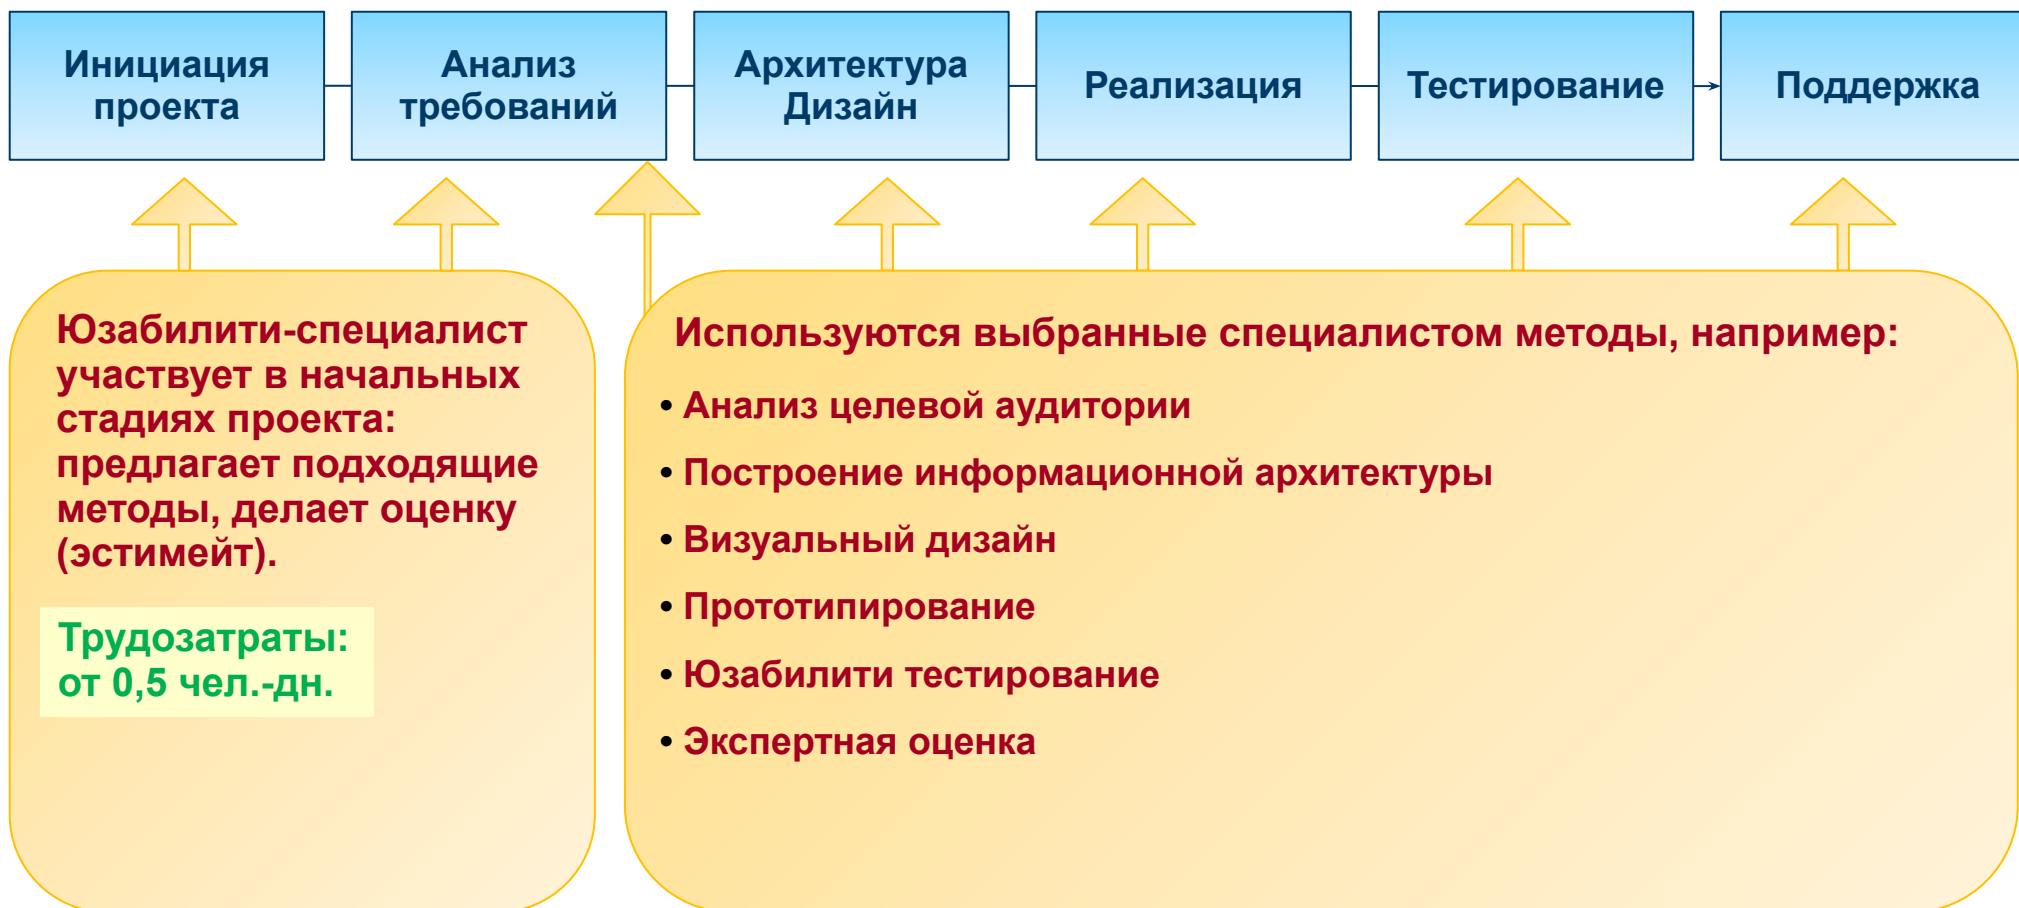 Инициация
проекта
Анализ
требований
Архитектура
Дизайн
Реализация
Тестирование
Поддержка
Юзабилити-специалист
участвует в начальных
стадиях проекта:
предлагает подходящие
методы, делает оценку
(эстимейт).
Трудозатраты:
от 0,5 чел.-дн.
Используются выбранные специалистом методы, например:
• Анализ целевой аудитории
• Построение информационной архитектуры
• Визуальный дизайн
• Прототипирование
• Юзабилити тестирование
• Экспертная оценка